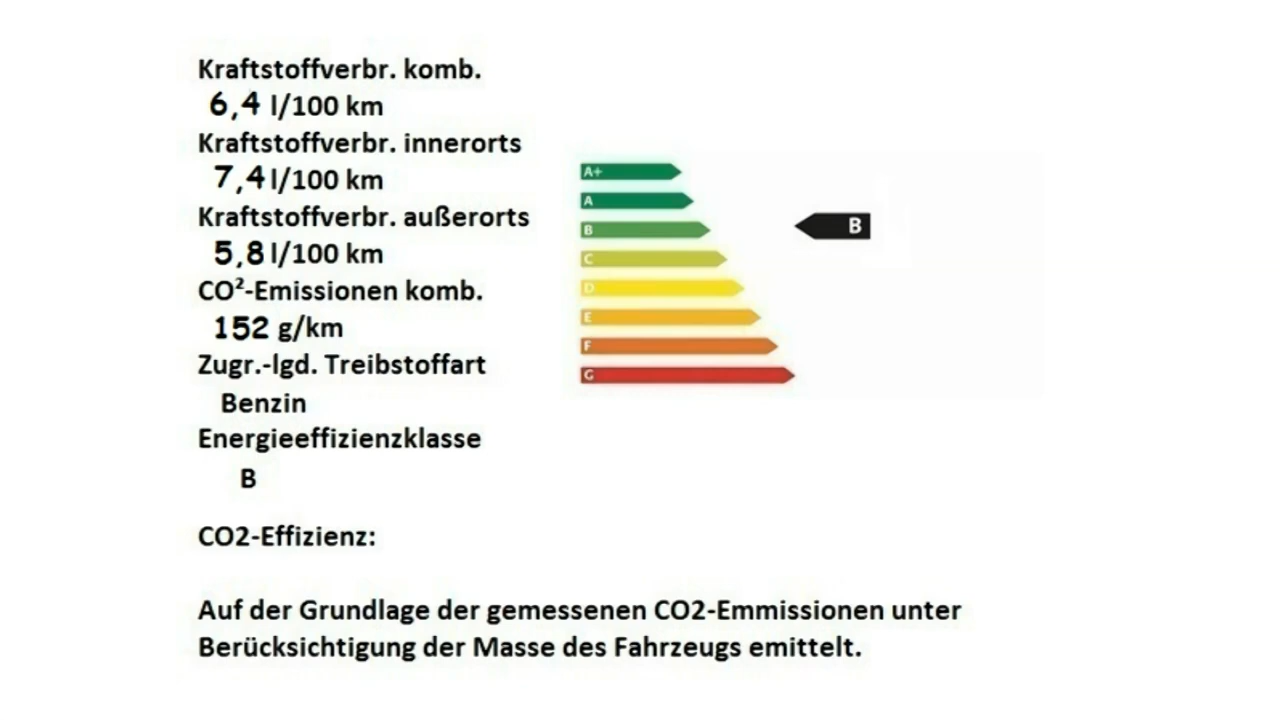 Kraftstoffverbr. komb.
6,4 l/100 km
Kraftstoffverbr. innerorts
7,4 l/100 km
Kraftstoffverbr. außerorts
5,8 l/100 km
CO²-Emissionen komb.
152 g/km
Zugr.-lgd. Treibstoffart
Benzin
Energieeffizienzklasse
B
A+
A
B
C
D
E
F
G
B
CO2-Effizienz:
Auf der Grundlage der gemessenen CO2-Emmissionen unter
Berücksichtigung der Masse des Fahrzeugs emittelt.